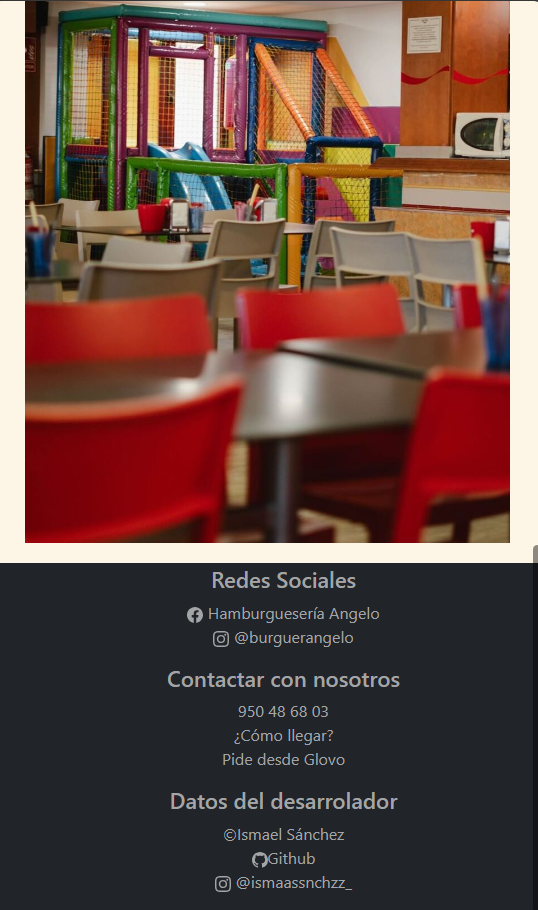 Redes Sociales
Hamburguesería Angelo
@burguerangelo
Contactar con nosotros
950 48 68 03
¿Cómo llegar?
Pide desde Glovo
Datos del desarrolador
©Ismael Sánchez
Github
@ismaassnchzz_